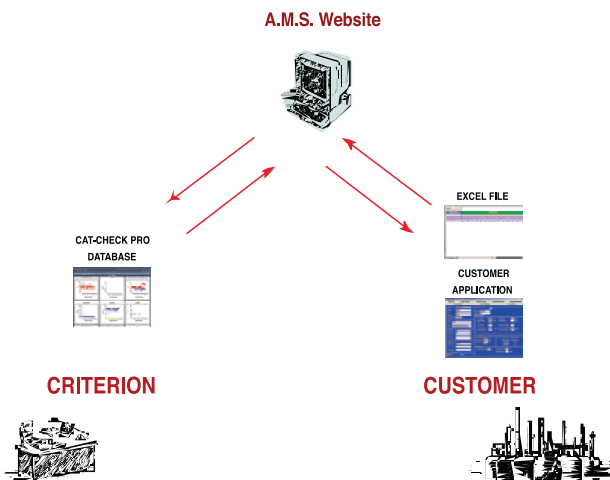 A.M.S. Website
EXCEL FILE
CAT-CHECK PRO
DATABASE
CUSTOMER
APPLICATION
CRITERION
CUSTOMER